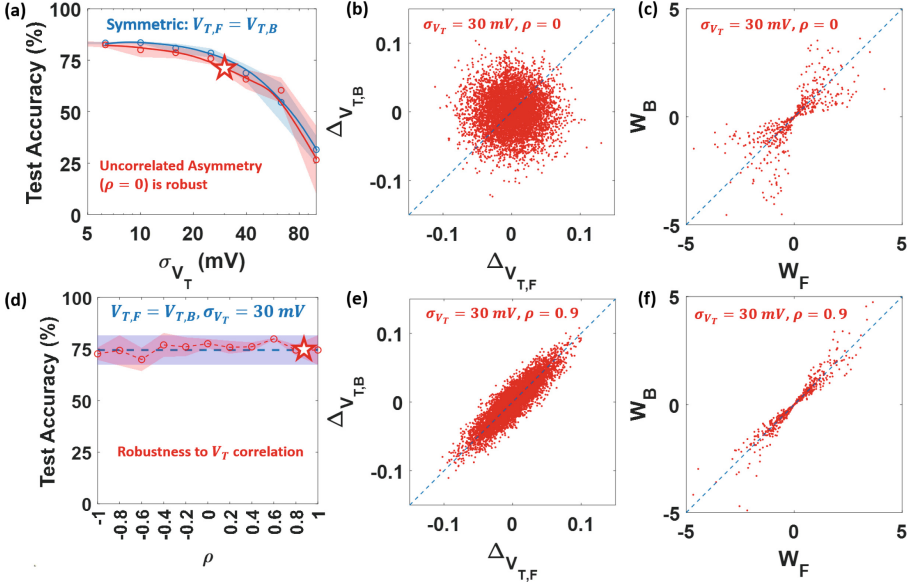 (a)
Symmetric: V_{T,F} = V_{T,B}
Test Accuracy (%)
100
75
50
25
0
Uncorrelated Asymmetry
(ρ = 0) is robust
5 10 20 40 80
σ_{V_T} (mV)
(b)
σ_{V_T} = 30 mV, ρ = 0
Δ_{V_{T,B}}
0.1
0
-0.1
-0.1 0 0.1
Δ_{V_{T,F}}
(c)
σ_{V_T} = 30 mV, ρ = 0
W_B
5
0
-5
-5 0 5
W_F
(d)
V_{T,F} = V_{T,B}, σ_{V_T} = 30 mV
Test Accuracy (%)
100
75
50
75
25
0
Robustness to V_T correlation
-1 -0.8 -0.6 -0.4 -0.2 0 0.2 0.4 0.6 0.8 1
ρ
(e)
σ_{V_T} = 30 mV, ρ = 0.9
Δ_{V_{T,B}}
0.1
0
-0.1
-0.1 0 0.1
Δ_{V_{T,F}}
(f)
σ_{V_T} = 30 mV, ρ = 0.9
W_B
5
0
-5
-5 0 5
W_F